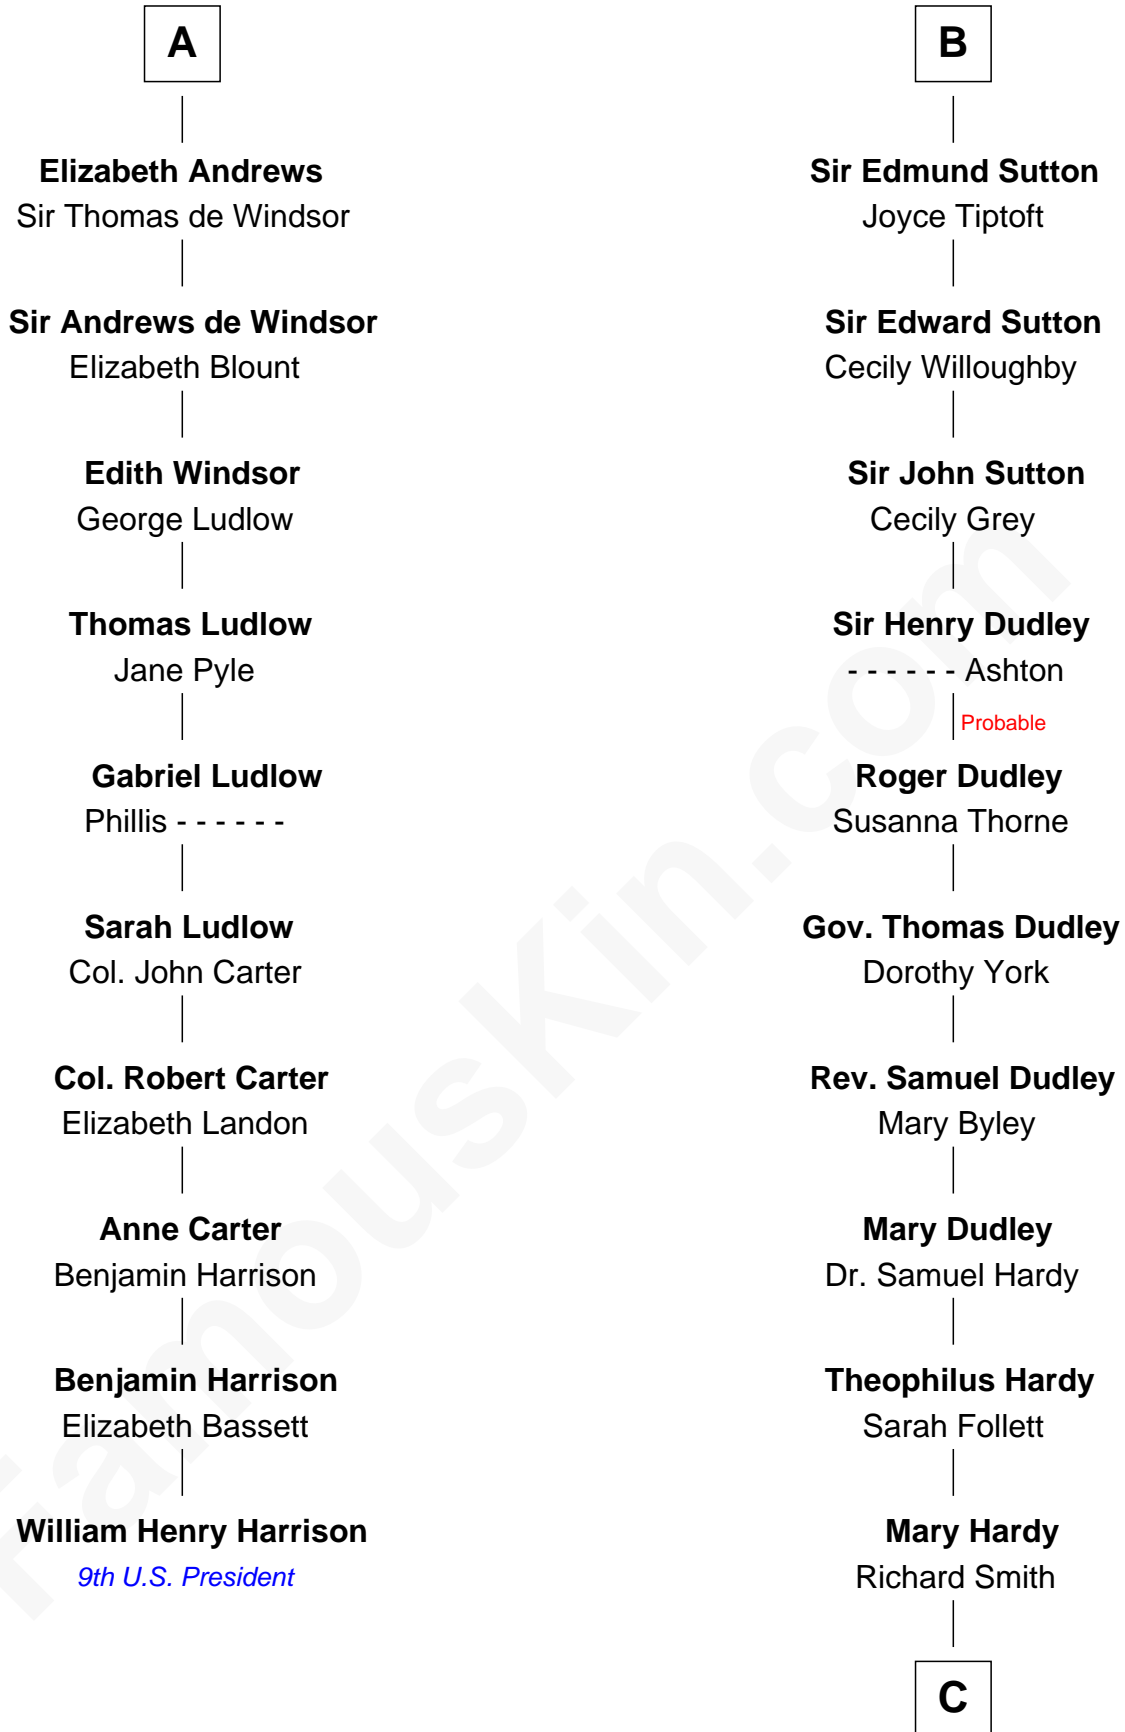 A
Elizabeth Andrews
Sir Thomas de Windsor
Sir Andrews de Windsor
Elizabeth Blount
Edith Windsor
George Ludlow
Thomas Ludlow
Jane Pyle
Gabriel Ludlow
Phillis - - - - - -
Sarah Ludlow
Col. John Carter
Col. Robert Carter
Elizabeth Landon
Anne Carter
Benjamin Harrison
Benjamin Harrison
Elizabeth Bassett
William Henry Harrison
9th U.S. President
B
Sir Edmund Sutton
Joyce Tiptoft
Sir Edward Sutton
Cecily Willoughby
Sir John Sutton
Cecily Grey
Sir Henry Dudley
- - - - - - Ashton
Probable
Roger Dudley
Susanna Thorne
Gov. Thomas Dudley
Dorothy York
Rev. Samuel Dudley
Mary Byley
Mary Dudley
Dr. Samuel Hardy
Theophilus Hardy
Sarah Follett
Mary Hardy
Richard Smith
C
FamousKin.com